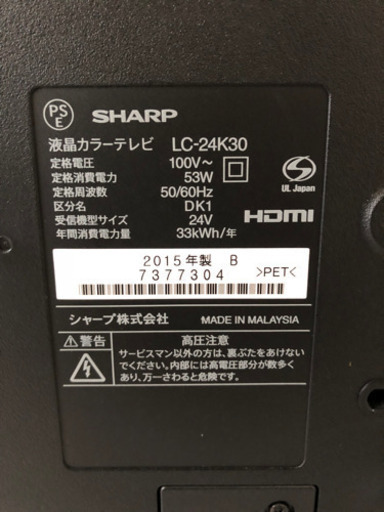 PS
E
SHARP
液晶カラーテレビ LC-24K30
定格電圧 100V～
定格消費電力 53W
定格周波数 50/60Hz
区分名 DK1
受信機型サイズ 24V
年間消費電力量 33kWh/年
S
UL Japan
HDMI
2015年製 B
7377304
>PET<
シャープ株式会社 MADE IN MALAYSIA
⚠警告 高圧注意
サービスマン以外の方は、裏ぶたをあけない
でください。内部には高電圧部分が数多く
あり、万一さわると危険です。